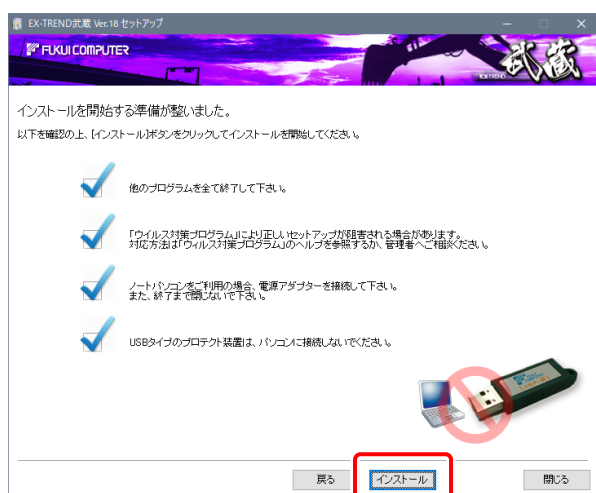 EX-TREND武蔵 Ver.18 セットアップ
FUKUI COMPUTER
EX-TREND 武蔵
インストールを開始する準備が整いました。
以下を確認の上、[インストール]ボタンをクリックしてインストールを開始してください。
他のプログラムを全て終了して下さい。
「ウイルス対策プログラム」により正しいセットアップが阻害される場合があります。
対応方法は「ウィルス対策プログラム」のヘルプを参照するか、管理者へご相談ください。
ノートパソコンをご利用の場合、電源アダプターを接続して下さい。
また、終了まで閉じないで下さい。
USBタイプのプロテクト装置は、パソコンに接続しないでください。
戻る
インストール
閉じる